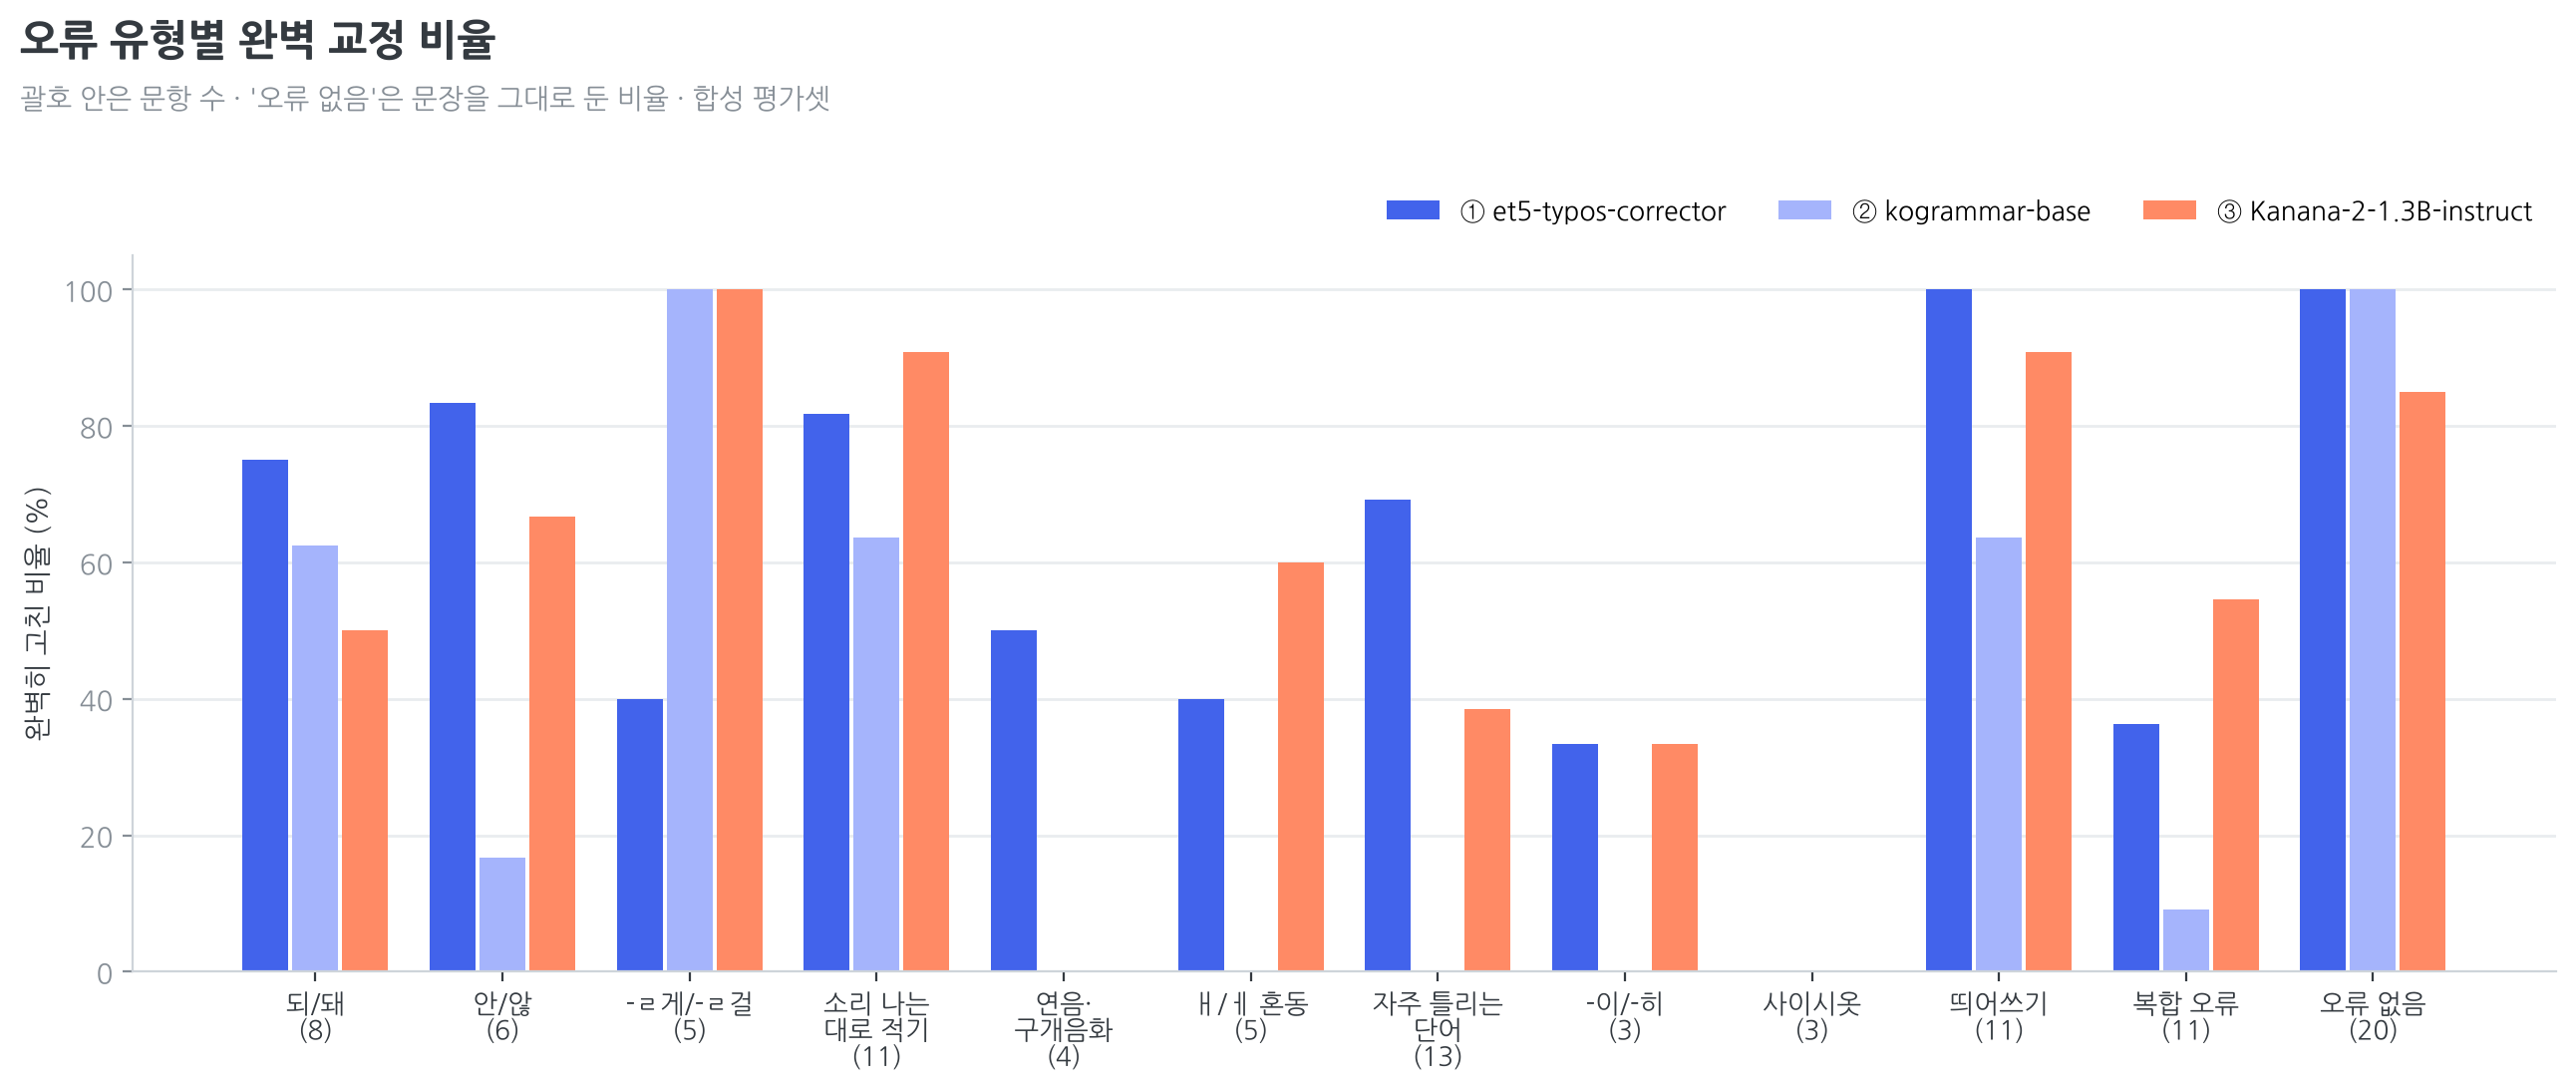 오류 유형별 완벽 교정 비율
괄호 안은 문항 수 · '오류 없음'은 문장을 그대로 둔 비율 · 합성 평가셋
① et5-typos-corrector ② kogrammar-base ③ Kanana-2-1.3B-instruct
완벽히 고친 비율 (%)
100
80
60
40
20
0
되/돼
(8)
안/않
(6)
-ㄹ게/-ㄹ걸
(5)
소리 나는
대로 적기
(11)
연음·
구개음화
(4)
ㅐ/ㅔ 혼동
(5)
자주 틀리는
단어
(13)
-이/-히
(3)
사이시옷
(3)
띄어쓰기
(11)
복합 오류
(11)
오류 없음
(20)